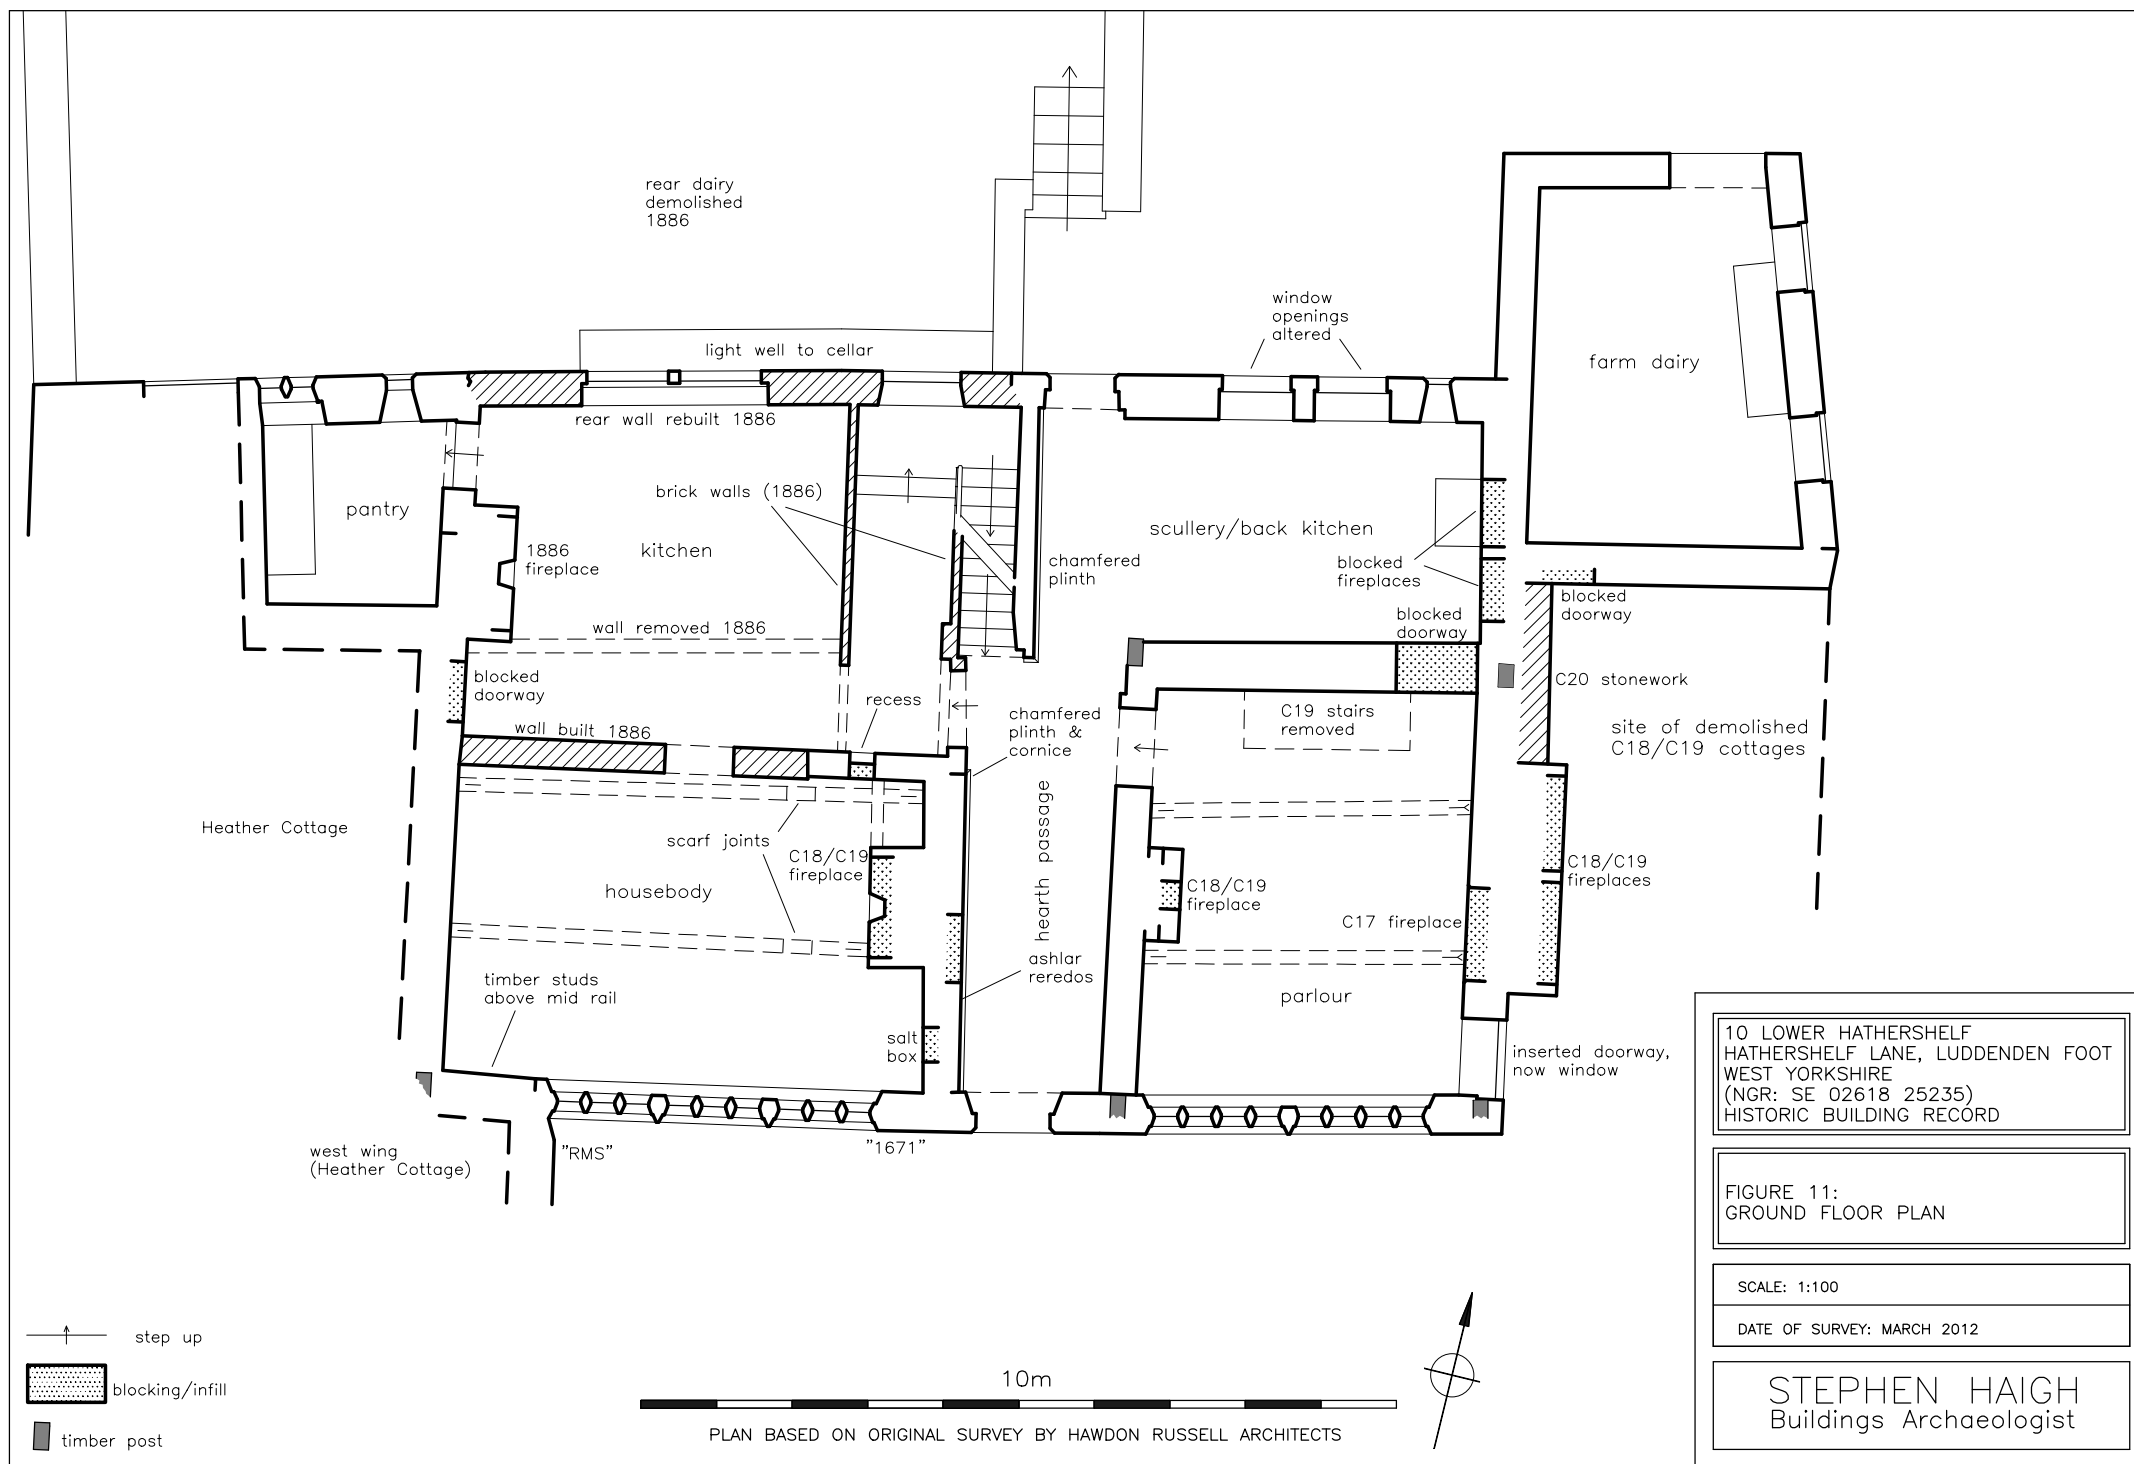 rear dairy
demolished
1886
window
openings
altered
light well to cellar
farm dairy
rear wall rebuilt 1886
brick walls (1886)
pantry
kitchen
scullery/back kitchen
1886
fireplace
chamfered
plinth
blocked
fireplaces
blocked
doorway
blocked
doorway
wall removed 1886
blocked
doorway
C20 stonework
recess
chamfered
plinth &
cornice
C19 stairs
removed
site of demolished
C18/C19 cottages
wall built 1886
hearth passage
Heather Cottage
scarf joints
C18/C19
fireplace
housebody
C18/C19
fireplace
C18/C19
fireplaces
C17 fireplace
ashlar
reredos
timber studs
above mid rail
parlour
salt
box
inserted doorway,
now window
west wing
(Heather Cottage)
"RMS"
"1671"
10 LOWER HATHERSHELF
HATHERSHELF LANE, LUDDENDEN FOOT
WEST YORKSHIRE
(NGR: SE 02618 25235)
HISTORIC BUILDING RECORD
FIGURE 11:
GROUND FLOOR PLAN
SCALE: 1:100
DATE OF SURVEY: MARCH 2012
STEPHEN HAIGH
Buildings Archaeologist
step up
blocking/infill
timber post
10m
PLAN BASED ON ORIGINAL SURVEY BY HAWDON RUSSELL ARCHITECTS